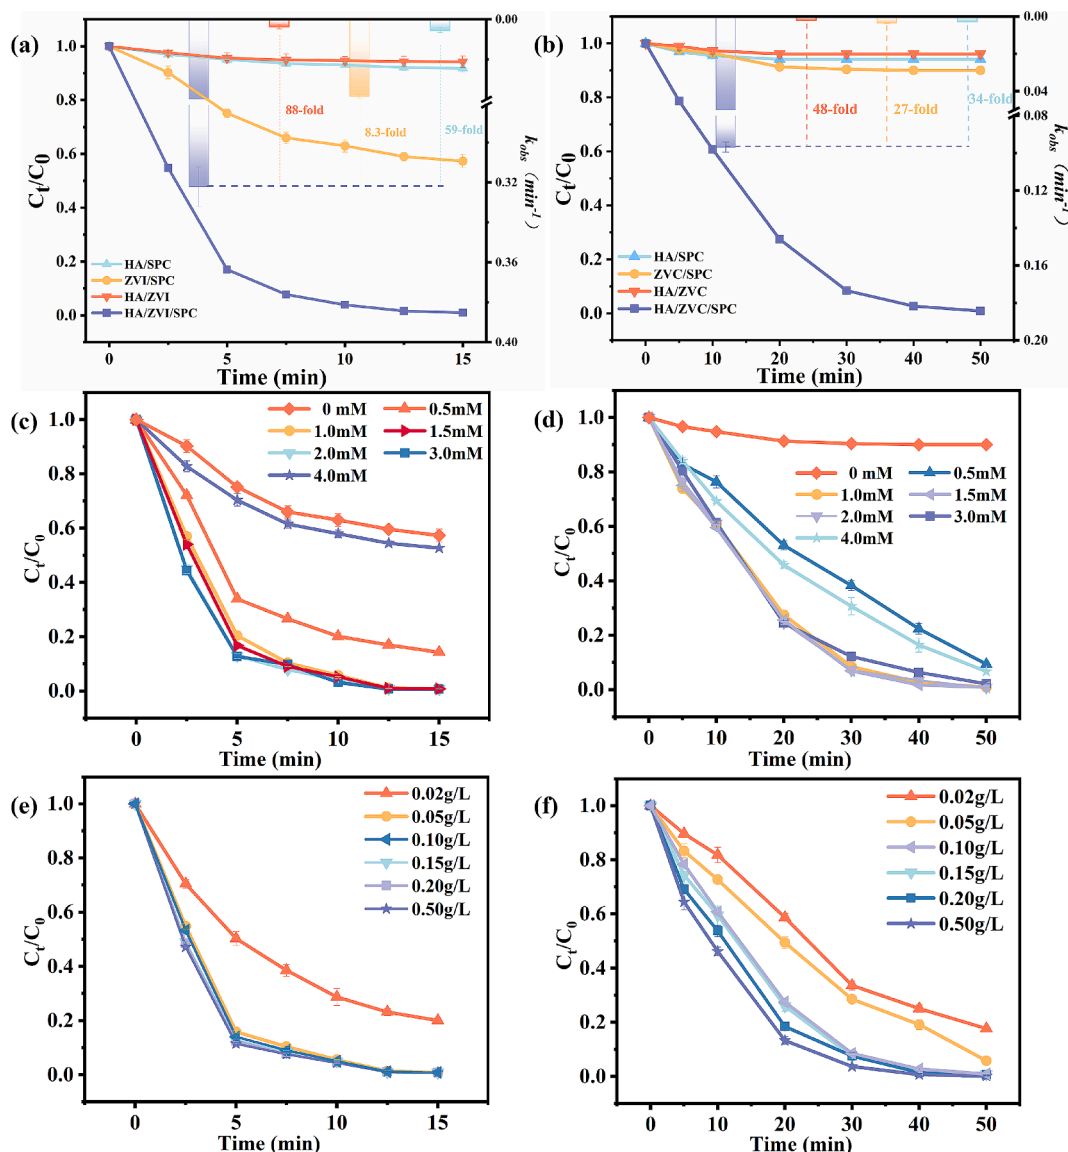 (a)
1.0
0.8
0.6
0.4
0.2
0.0
Ct/C0
0.00
0.32
0.36
0.40
kobs (min-1)
88-fold
8.3-fold
59-fold
HA/SPC
ZVI/SPC
HA/ZVI
HA/ZVI/SPC
0 5 10 15
Time (min)
(b)
1.0
0.8
0.6
0.4
0.2
0.0
Ct/C0
0.00
0.04
0.08
0.12
0.16
0.20
kobs (min-1)
48-fold
27-fold
34-fold
HA/SPC
ZVC/SPC
HA/ZVC
HA/ZVC/SPC
0 10 20 30 40 50
Time (min)
(c)
1.0
0.8
0.6
0.4
0.2
0.0
Ct/C0
0 mM 0.5mM
1.0mM 1.5mM
2.0mM 3.0mM
4.0mM
0 5 10 15
Time (min)
(d)
1.0
0.8
0.6
0.4
0.2
0.0
Ct/C0
0 mM 0.5mM
1.0mM 1.5mM
2.0mM 3.0mM
4.0mM
0 10 20 30 40 50
Time (min)
(e)
1.0
0.8
0.6
0.4
0.2
0.0
Ct/C0
0.02g/L
0.05g/L
0.10g/L
0.15g/L
0.20g/L
0.50g/L
0 5 10 15
Time (min)
(f)
1.0
0.8
0.6
0.4
0.2
0.0
Ct/C0
0.02g/L
0.05g/L
0.10g/L
0.15g/L
0.20g/L
0.50g/L
0 10 20 30 40 50
Time (min)